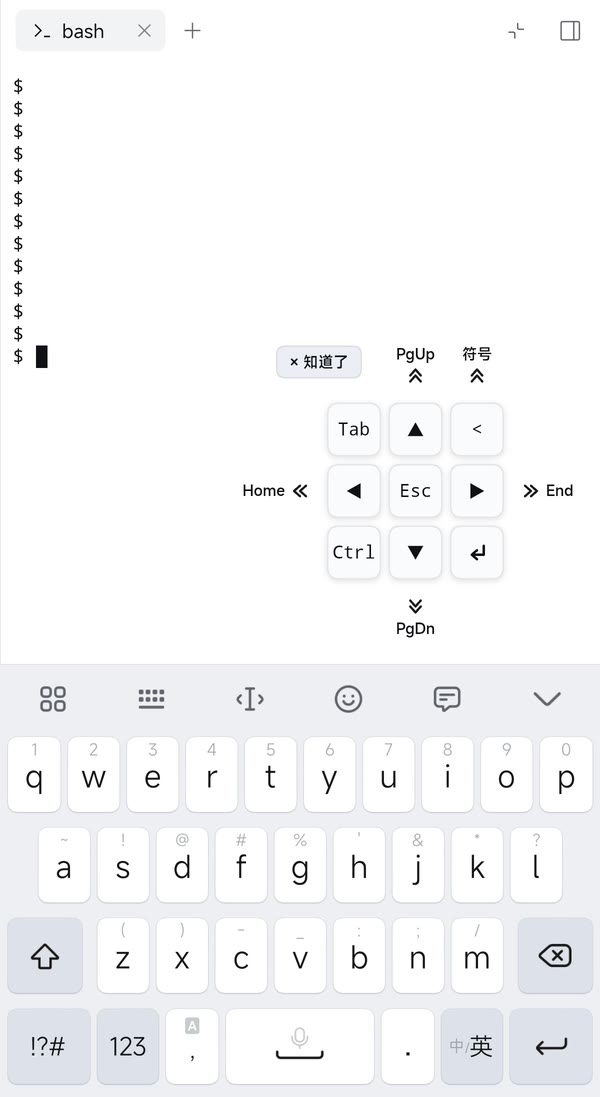 bash
$
$
$
$
$
$
$
$
$
$
$
$
$
× 知道了
PgUp 符号
Tab ▲ <
Home ◀ Esc ▶ End
Ctrl ▼
PgDn
1 2 3 4 5 6 7 8 9 0
q w e r t y u i o p
~ ! @ # % ' & * ?
a s d f g h j k l
( ) - _ : ; /
z x c v b n m
A
!?# 123 , . 中/英